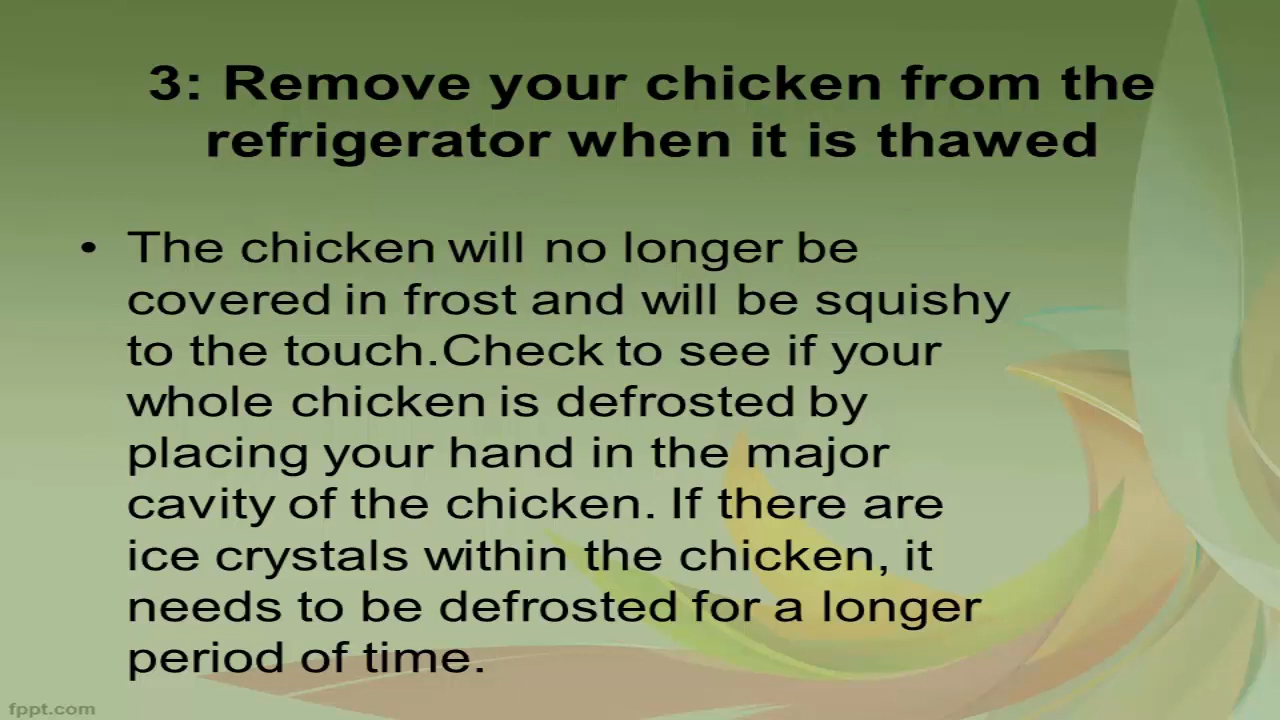 3: Remove your chicken from the
refrigerator when it is thawed
• The chicken will no longer be
covered in frost and will be squishy
to the touch.Check to see if your
whole chicken is defrosted by
placing your hand in the major
cavity of the chicken. If there are
ice crystals within the chicken, it
needs to be defrosted for a longer
period of time.
fppt.com